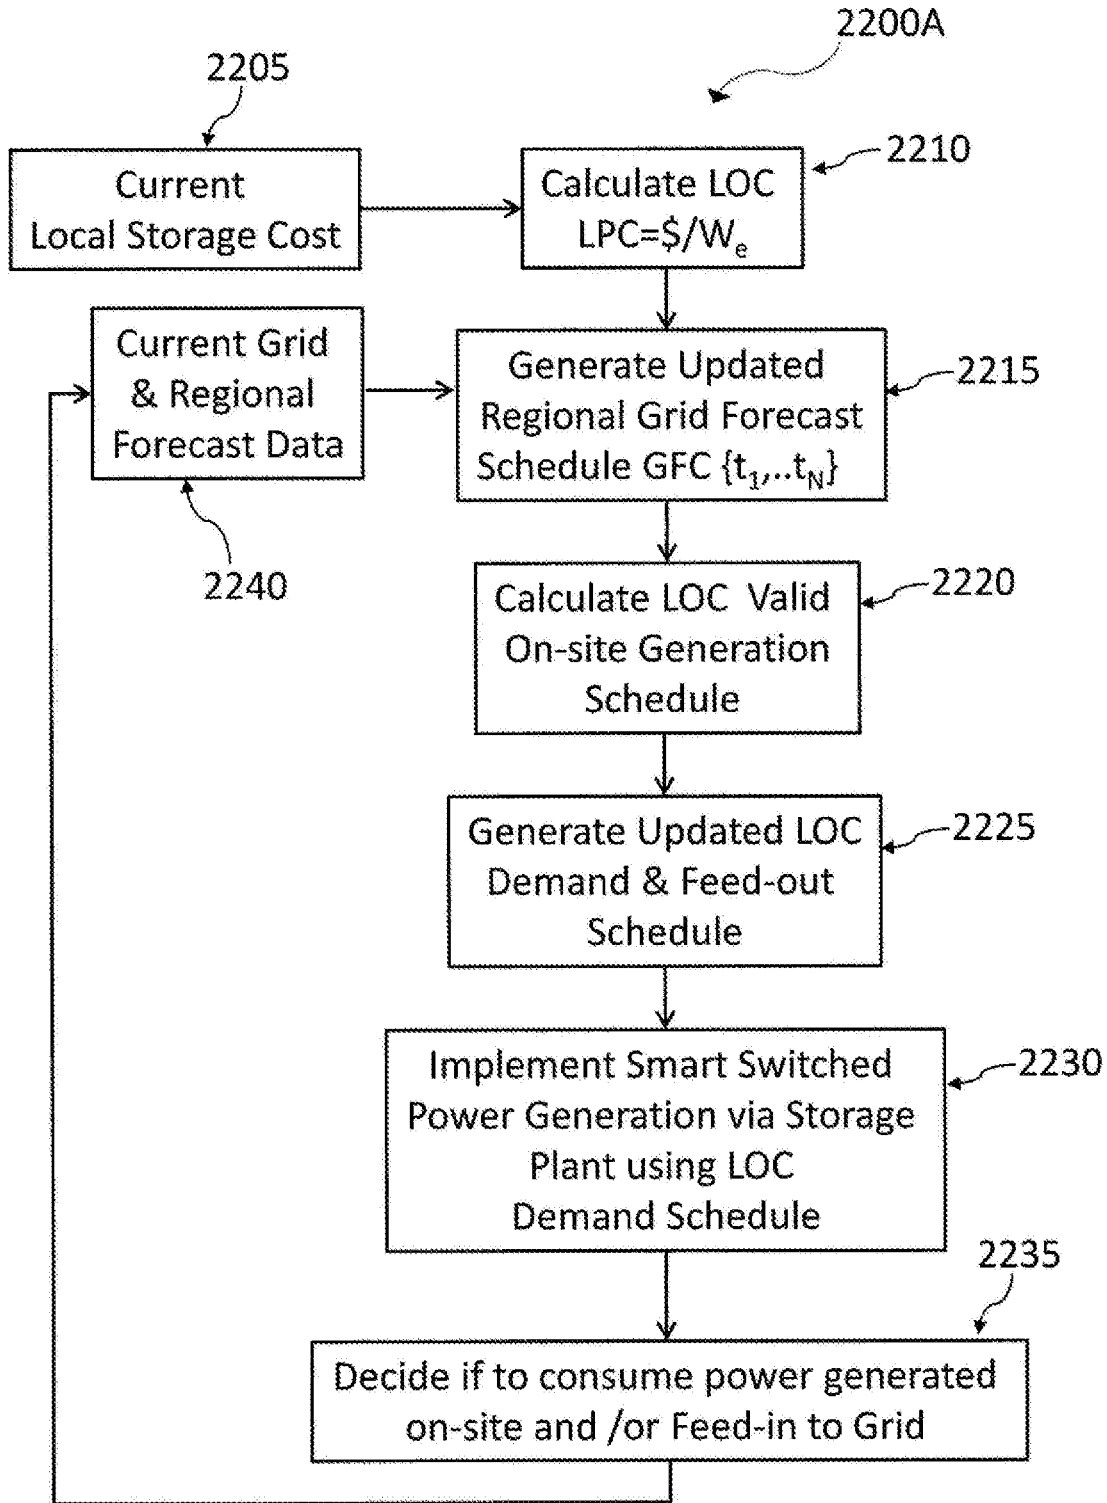 2200A
2205
Current
Local Storage Cost
2210
Calculate LOC
LPC=$/We
Current Grid
& Regional
Forecast Data
2240
2215
Generate Updated
Regional Grid Forecast
Schedule GFC {t1,..tN}
2220
Calculate LOC Valid
On-site Generation
Schedule
2225
Generate Updated LOC
Demand & Feed-out
Schedule
2230
Implement Smart Switched
Power Generation via Storage
Plant using LOC
Demand Schedule
2235
Decide if to consume power generated
on-site and /or Feed-in to Grid